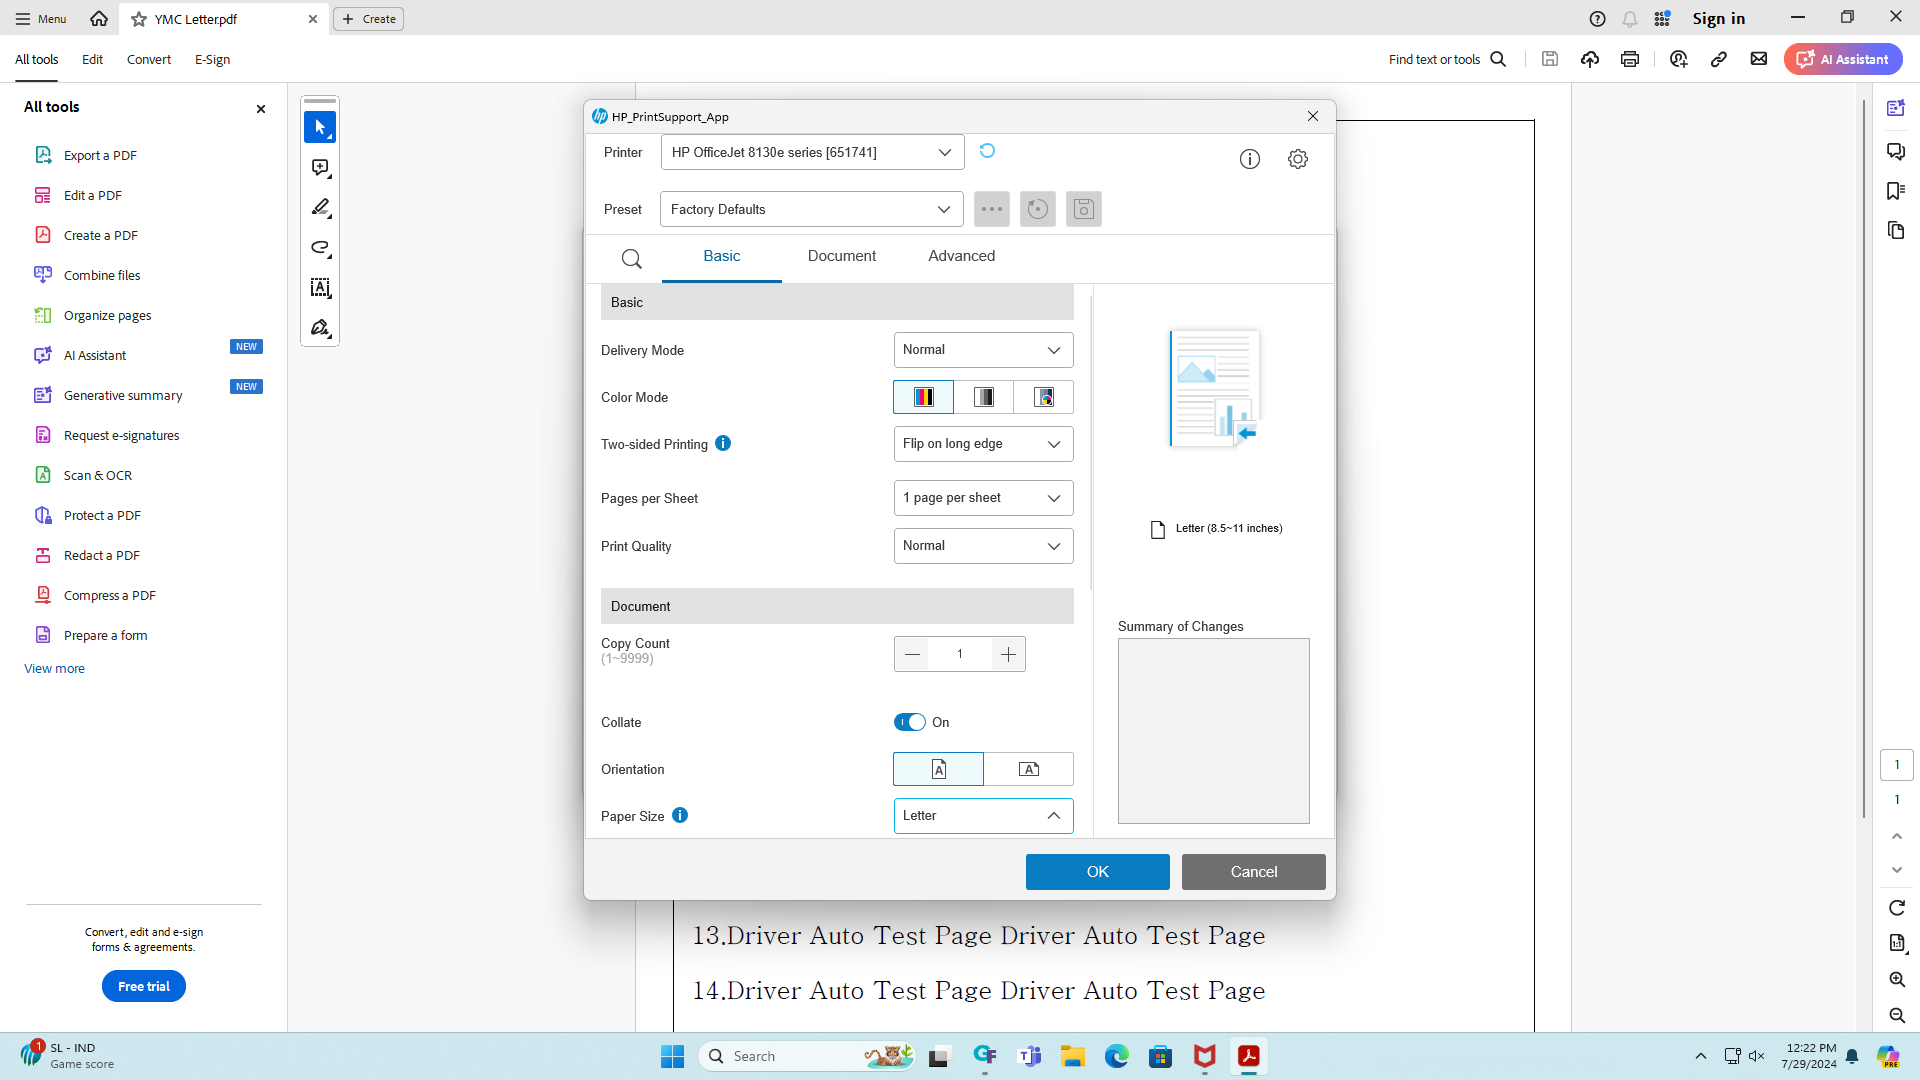 Menu
YMC Letter.pdf
Create
Sign in
All tools
Edit
Convert
E-Sign
Find text or tools
AI Assistant
All tools
Export a PDF
Edit a PDF
Create a PDF
Combine files
Organize pages
AI Assistant
NEW
Generative summary
NEW
Request e-signatures
Scan & OCR
Protect a PDF
Redact a PDF
Compress a PDF
Prepare a form
View more
Convert, edit and e-sign
forms & agreements.
Free trial
HP_PrintSupport_App
Printer
HP OfficeJet 8130e series [651741]
Preset
Factory Defaults
Basic
Document
Advanced
Basic
Delivery Mode
Normal
Color Mode
Two-sided Printing
Flip on long edge
Pages per Sheet
1 page per sheet
Print Quality
Normal
Document
Copy Count
(1~9999)
1
Collate
On
Orientation
Paper Size
Letter
Letter (8.5~11 inches)
Summary of Changes
OK
Cancel
13.Driver Auto Test Page Driver Auto Test Page
14.Driver Auto Test Page Driver Auto Test Page
1
1
1
SL - IND
Game score
Search
12:22 PM
7/29/2024
PRE